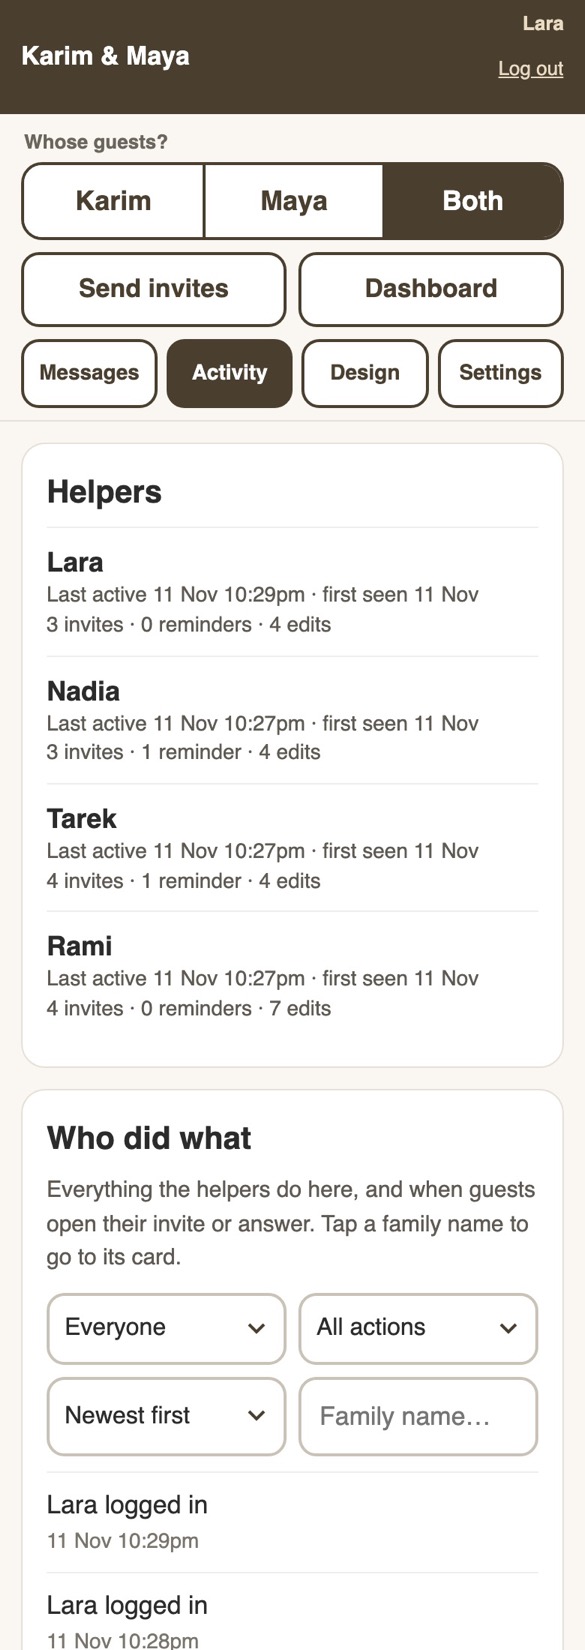 Lara
Karim & Maya
Log out
Whose guests?
Karim
Maya
Both
Send invites
Dashboard
Messages
Activity
Design
Settings
Helpers
Lara
Last active 11 Nov 10:29pm · first seen 11 Nov
3 invites · 0 reminders · 4 edits
Nadia
Last active 11 Nov 10:27pm · first seen 11 Nov
3 invites · 1 reminder · 4 edits
Tarek
Last active 11 Nov 10:27pm · first seen 11 Nov
4 invites · 1 reminder · 4 edits
Rami
Last active 11 Nov 10:27pm · first seen 11 Nov
4 invites · 0 reminders · 7 edits
Who did what
Everything the helpers do here, and when guests
open their invite or answer. Tap a family name to
go to its card.
Everyone
All actions
Newest first
Family name…
Lara logged in
11 Nov 10:29pm
Lara logged in
11 Nov 10:28pm